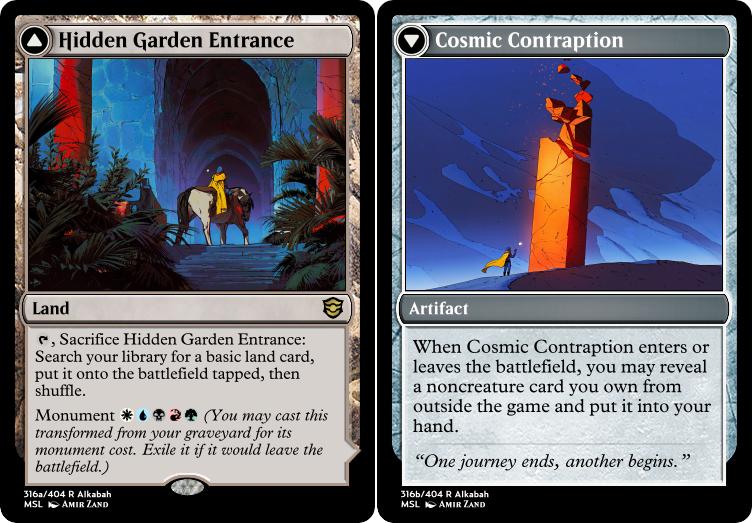 Hidden Garden Entrance
Land
, Sacrifice Hidden Garden Entrance:
Search your library for a basic land card,
put it onto the battlefield tapped, then
shuffle.
Monument (You may cast this
transformed from your graveyard for its
monument cost. Exile it if it would leave the
battlefield.)
316a/404 R Alkabah
MSL Amir Zand
Cosmic Contraption
Artifact
When Cosmic Contraption enters or
leaves the battlefield, you may reveal
a noncreature card you own from
outside the game and put it into your
hand.
“One journey ends, another begins.”
316b/404 R Alkabah
MSL Amir Zand